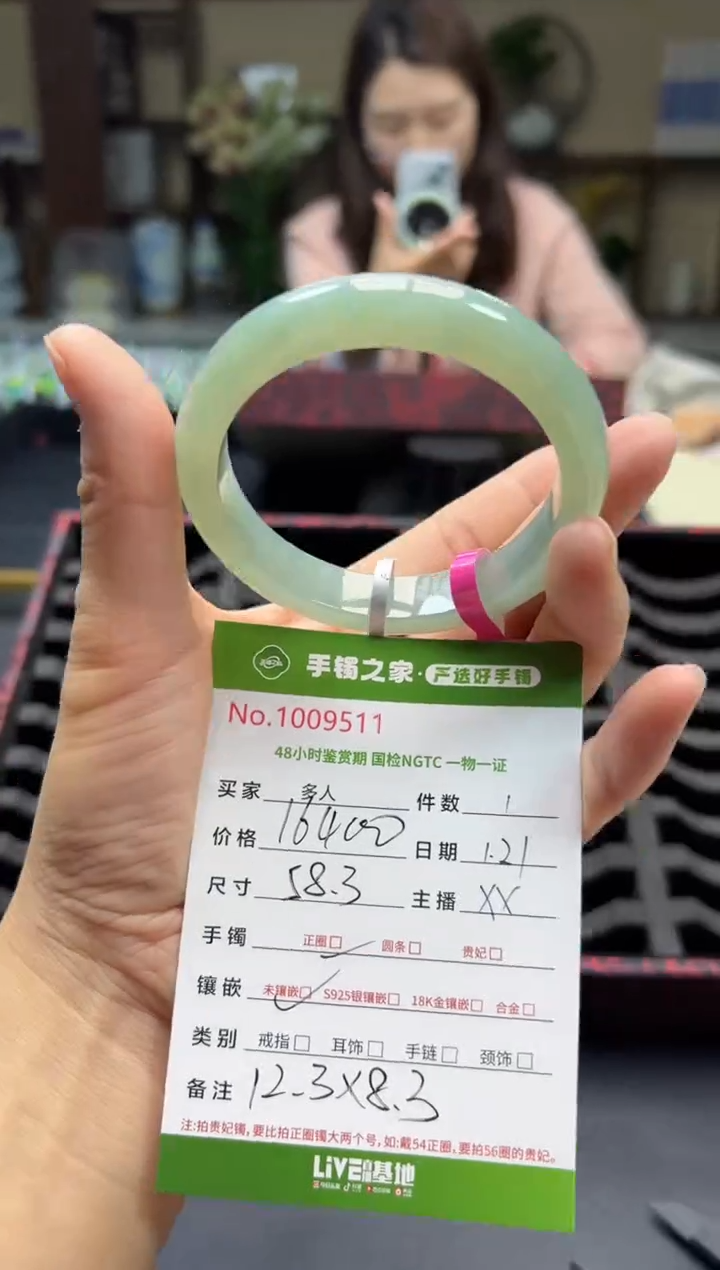 手镯之家·严选好手镯
No.1009511
48小时鉴赏期 国检NGTC 一物一证
买家 多人 件数 1
价格 16400 日期 1.21
尺寸 58.3 主播 XX
手镯 正圈□ 圆条□ 贵妃□
镶嵌 未镶嵌□ S925银镶嵌□ 18K金镶嵌□ 合金□
类别 戒指□ 耳饰□ 手链□ 颈饰□
备注 12.3X8.3
注:拍贵妃镯,要比拍正圈镯大两个号,如:戴54正圈,要拍56圈的贵妃。
LiVE 基地